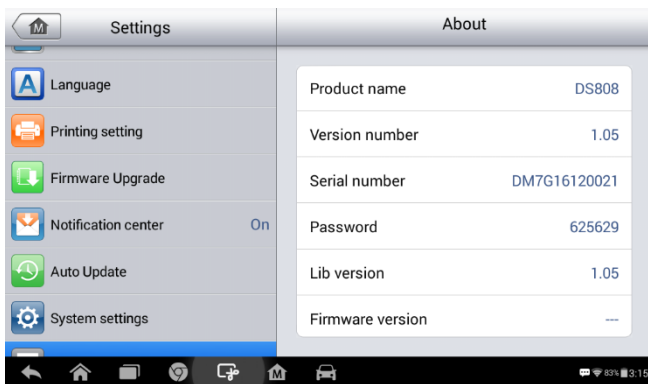 Settings
About
Language
Printing setting
Firmware Upgrade
Notification center On
Auto Update
System settings
Product name DS808
Version number 1.05
Serial number DM7G16120021
Password 625629
Lib version 1.05
Firmware version ---
83% 3:15